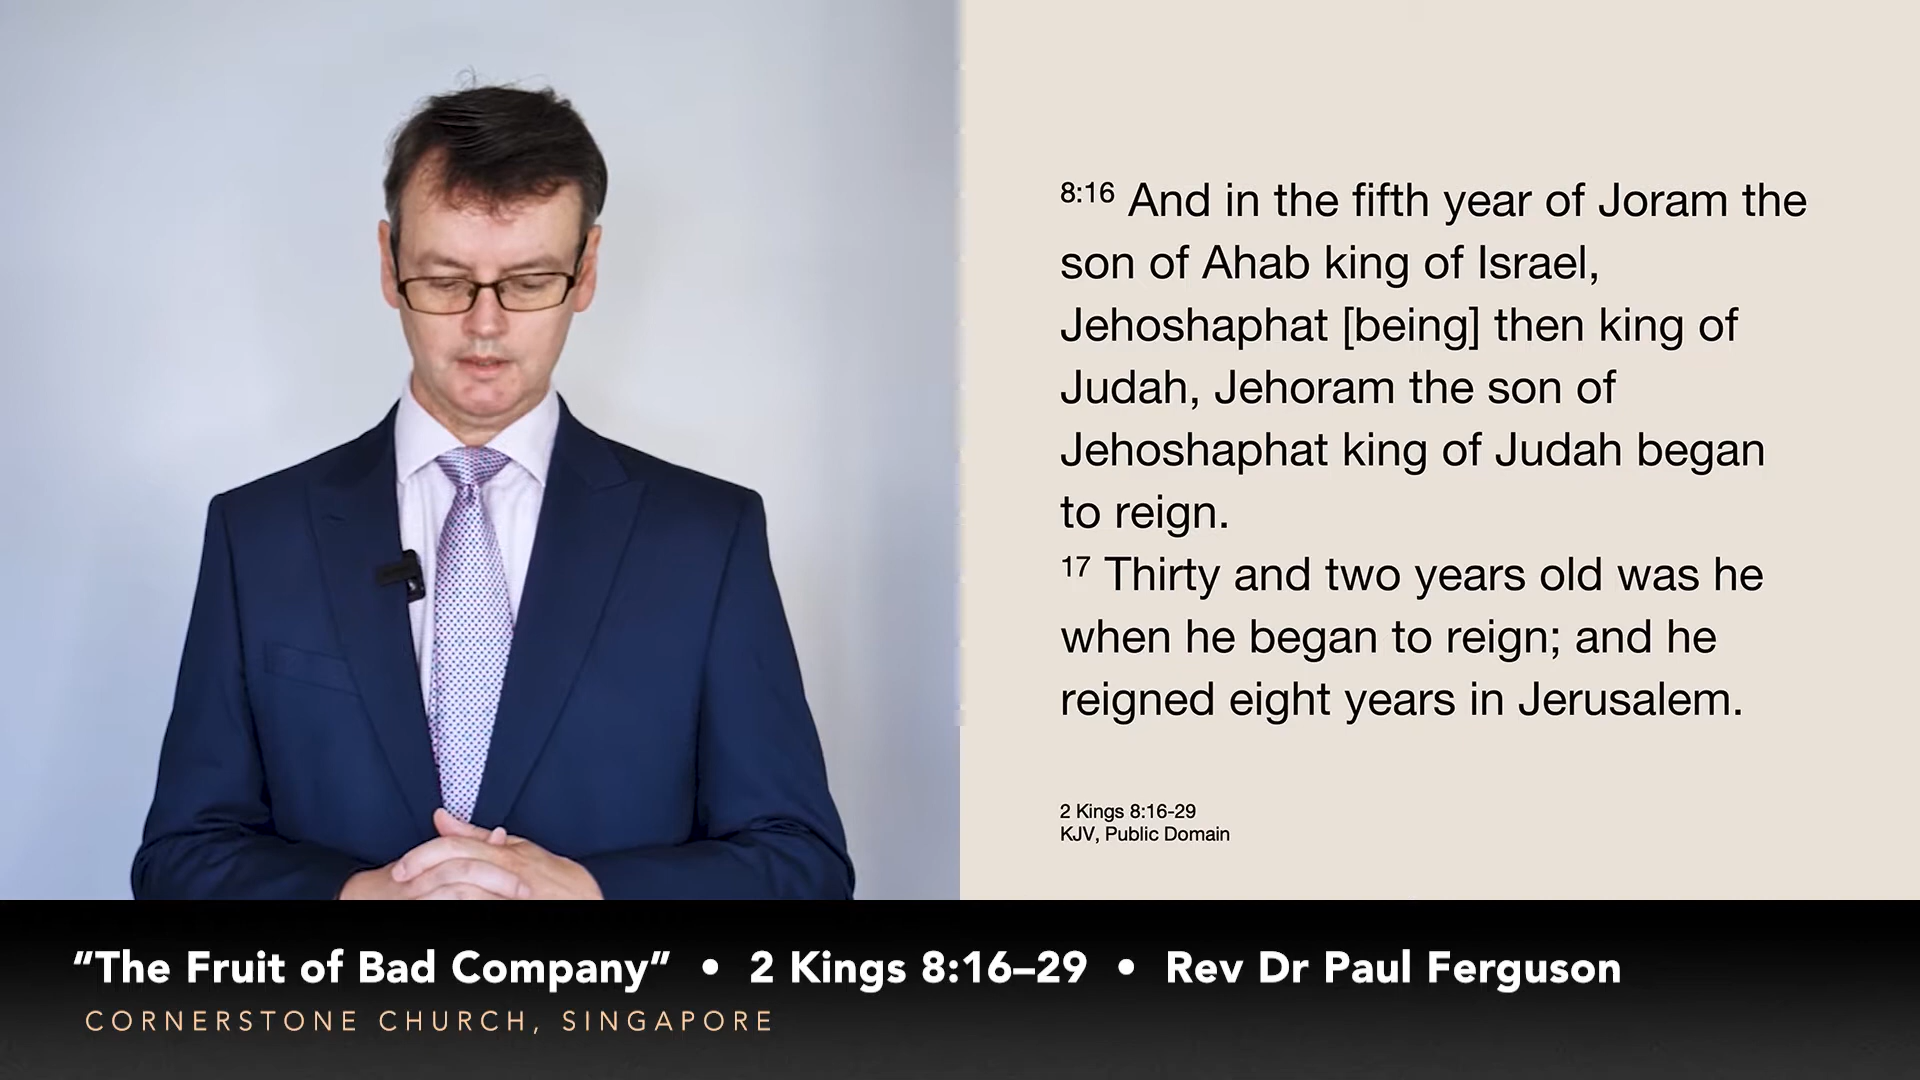 8:16 And in the fifth year of Joram the
son of Ahab king of Israel,
Jehoshaphat [being] then king of
Judah, Jehoram the son of
Jehoshaphat king of Judah began
to reign.
17 Thirty and two years old was he
when he began to reign; and he
reigned eight years in Jerusalem.
2 Kings 8:16-29
KJV, Public Domain
“The Fruit of Bad Company” • 2 Kings 8:16–29 • Rev Dr Paul Ferguson
CORNERSTONE CHURCH, SINGAPORE